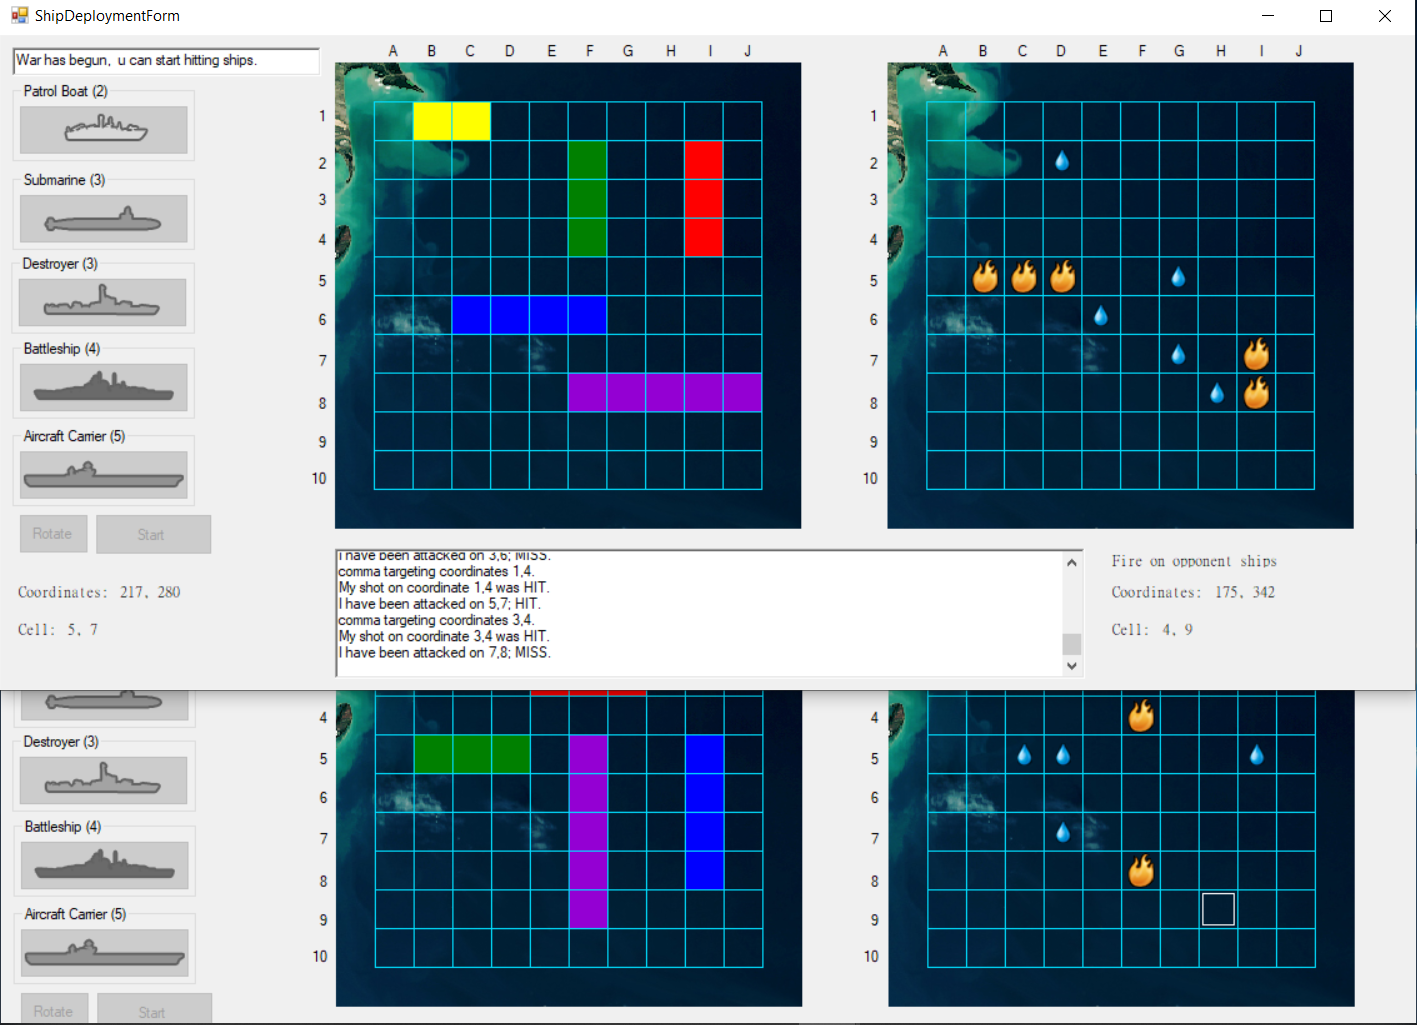 ShipDeploymentForm
War has begun, u can start hitting ships.
Patrol Boat (2)
Submarine (3)
Destroyer (3)
Battleship (4)
Aircraft Carrier (5)
Rotate Start
Coordinates: 217, 280
Cell: 5, 7
A B C D E F G H I J
1
2
3
4
5
6
7
8
9
10
A B C D E F G H I J
1
2
3
4
5
6
7
8
9
10
I have been attacked on 3,6; MISS.
comma targeting coordinates 1,4.
My shot on coordinate 1,4 was HIT.
I have been attacked on 5,7; HIT.
comma targeting coordinates 3,4.
My shot on coordinate 3,4 was HIT.
I have been attacked on 7,8; MISS.
Fire on opponent ships
Coordinates: 175, 342
Cell: 4, 9
Destroyer (3)
Battleship (4)
Aircraft Carrier (5)
Rotate Start
4
5
6
7
8
9
10
4
5
6
7
8
9
10